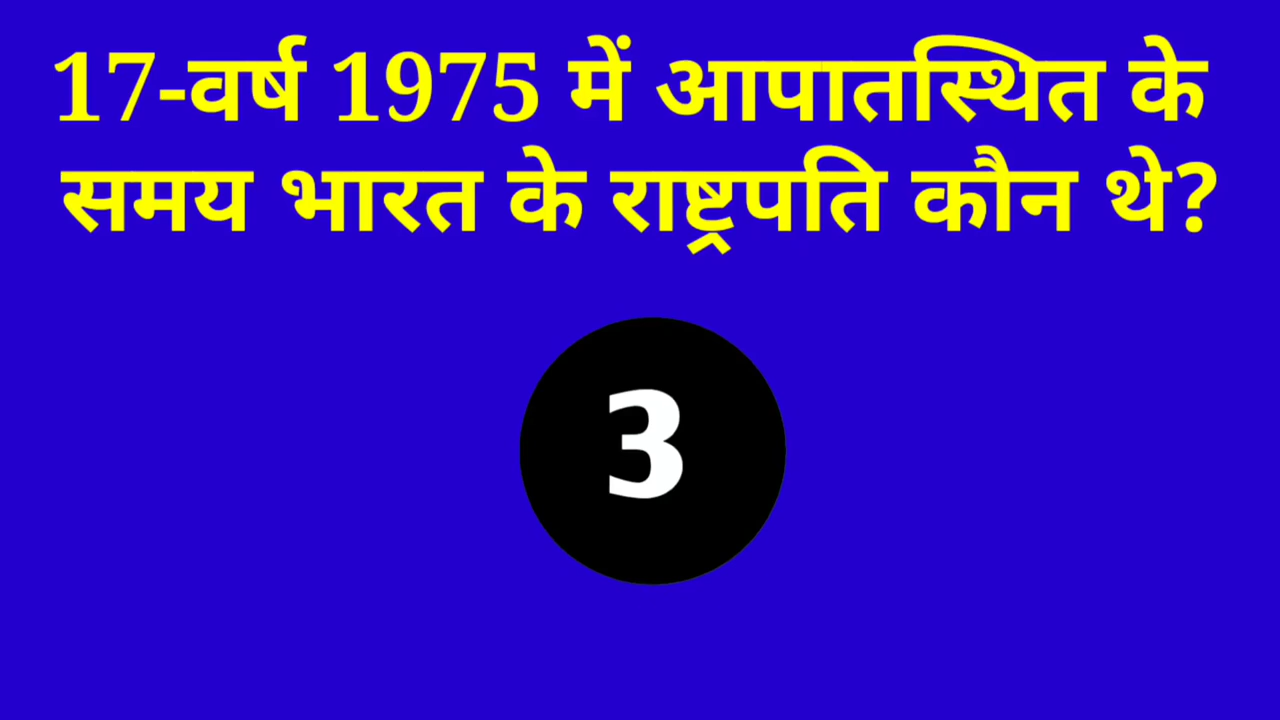 17-वर्ष 1975 में आपातस्थित के
समय भारत के राष्ट्रपति कौन थे?
3